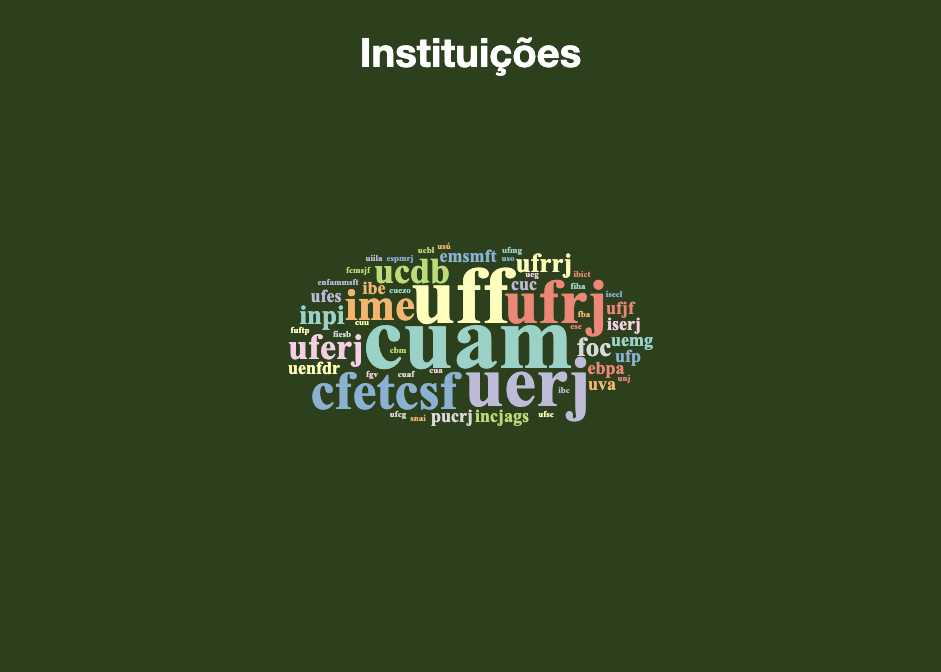 Instituições
ucbl usú
uiila espmrj emsmft uso ufmg
fcmsjf ucdb uff ueg ufrrj ibict
enfammsft ibe cuezo cuc fiha
ufes ime ufrj isecl
inpi cuu fba ufjf
fuftp fiesb cuam ese iserj
uferj cbm foc uemg
ufp
uenfdr fgv cuaf cua ebpa
cfetcsf uerj ibc uva unj
ufcg snai pucrj incjags ufsc